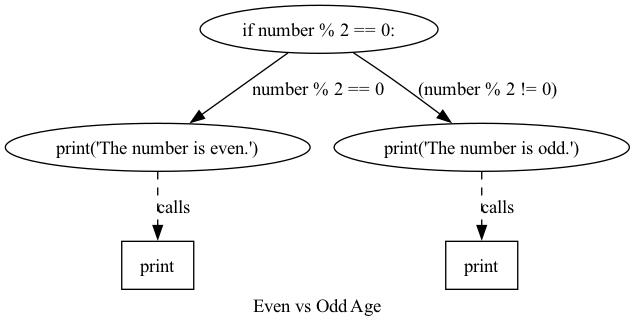 if number % 2 == 0:
number % 2 == 0
(number % 2 != 0)
print('The number is even.')
print('The number is odd.')
calls
calls
print
print
Even vs Odd Age